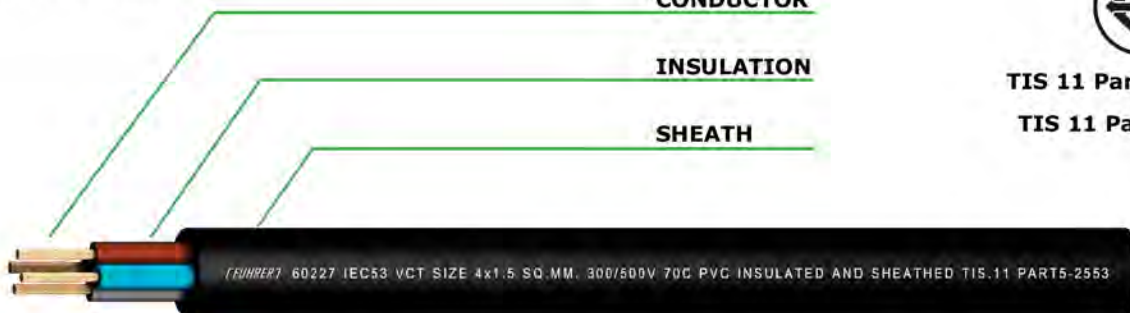 CONDUCTOR
INSULATION
SHEATH
TIS 11 Par
TIS 11 Pa
FUHRER 60227 IEC53 VCT SIZE 4x1.5 SQ.MM. 300/500V 70C PVC INSULATED AND SHEATHED TIS.11 PART5-2553